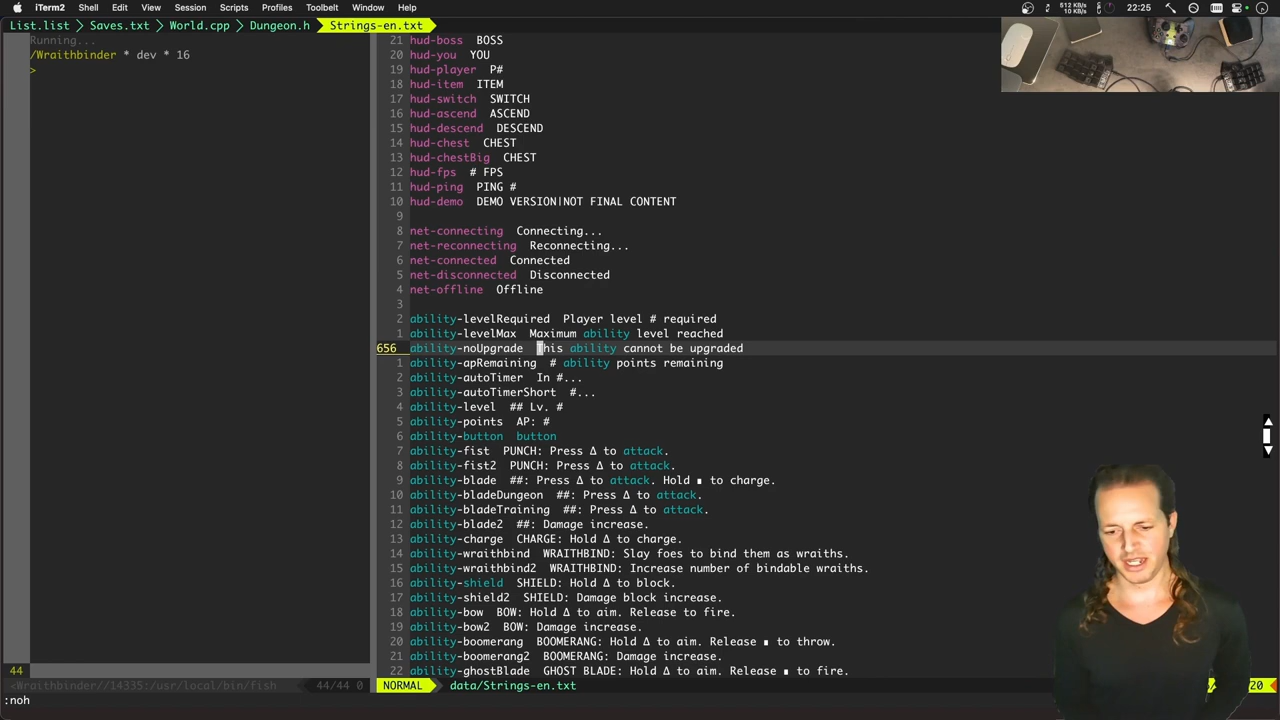 iTerm2 Shell Edit View Session Scripts Profiles Toolbelt Window Help 512 KB 10 KB 22:25
List.list Saves.txt World.cpp Dungeon.h Strings-en.txt
Running...
/Wraithbinder * dev * 16
>
21 hud-boss BOSS
20 hud-you YOU
19 hud-player P#
18 hud-item ITEM
17 hud-switch SWITCH
16 hud-ascend ASCEND
15 hud-descend DESCEND
14 hud-chest CHEST
13 hud-chestBig CHEST
12 hud-fps # FPS
11 hud-ping PING #
10 hud-demo DEMO VERSION|NOT FINAL CONTENT
9
8 net-connecting Connecting...
7 net-reconnecting Reconnecting...
6 net-connected Connected
5 net-disconnected Disconnected
4 net-offline Offline
3
2 ability-levelRequired Player level # required
1 ability-levelMax Maximum ability level reached
656 ability-noUpgrade This ability cannot be upgraded
1 ability-apRemaining # ability points remaining
2 ability-autoTimer In #...
3 ability-autoTimerShort #...
4 ability-level ## Lv. #
5 ability-points AP: #
6 ability-button button
7 ability-fist PUNCH: Press ∆ to attack.
8 ability-fist2 PUNCH: Press ∆ to attack.
9 ability-blade ##: Press ∆ to attack. Hold ∎ to charge.
10 ability-bladeDungeon ##: Press ∆ to attack.
11 ability-bladeTraining ##: Press ∆ to attack.
12 ability-blade2 ##: Damage increase.
13 ability-charge CHARGE: Hold ∆ to charge.
14 ability-wraithbind WRAITHBIND: Slay foes to bind them as wraiths.
15 ability-wraithbind2 WRAITHBIND: Increase number of bindable wraiths.
16 ability-shield SHIELD: Hold ∆ to block.
17 ability-shield2 SHIELD: Damage block increase.
18 ability-bow BOW: Hold ∆ to aim. Release to fire.
19 ability-bow2 BOW: Damage increase.
20 ability-boomerang BOOMERANG: Hold ∆ to aim. Release ∎ to throw.
21 ability-boomerang2 BOOMERANG: Damage increase.
22 ability-ghostBlade GHOST BLADE: Hold ∆ to aim. Release ∎ to fire.
44
<Wraithbinder//14335:/usr/local/bin/fish 44/44 0 NORMAL data/Strings-en.txt 20
:noh